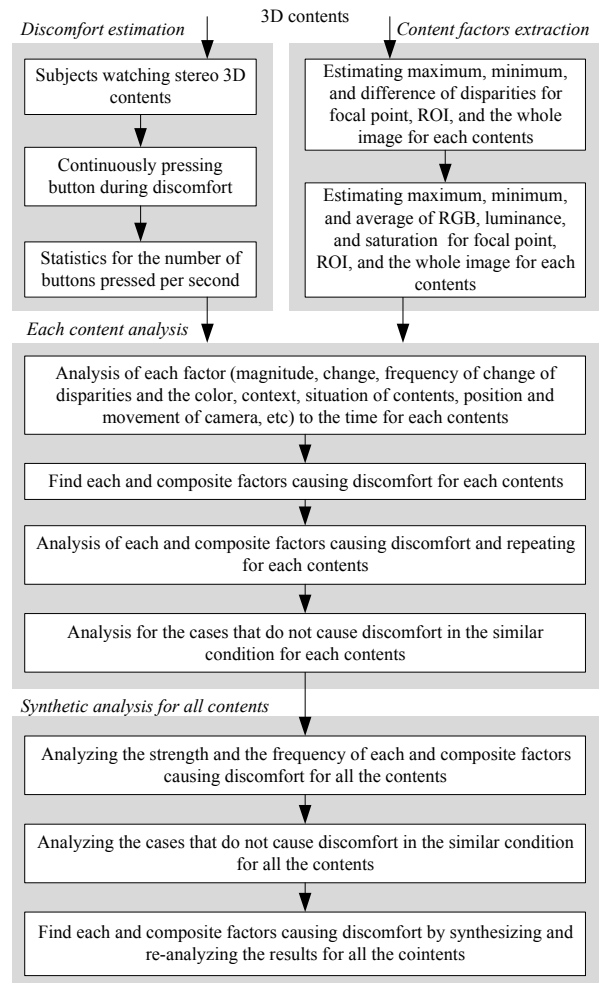 3D contents
Discomfort estimation
Subjects watching stereo 3D
contents
Continuously pressing
button during discomfort
Statistics for the number of
buttons pressed per second
Content factors extraction
Estimating maximum, minimum,
and difference of disparities for
focal point, ROI, and the whole
image for each contents
Estimating maximum, minimum,
and average of RGB, luminance,
and saturation for focal point,
ROI, and the whole image for each
contents
Each content analysis
Analysis of each factor (magnitude, change, frequency of change of
disparities and the color, context, situation of contents, position and
movement of camera, etc) to the time for each contents
Find each and composite factors causing discomfort for each contents
Analysis of each and composite factors causing discomfort and repeating
for each contents
Analysis for the cases that do not cause discomfort in the similar
condition for each contents
Synthetic analysis for all contents
Analyzing the strength and the frequency of each and composite factors
causing discomfort for all the contents
Analyzing the cases that do not cause discomfort in the similar condition
for all the contents
Find each and composite factors causing discomfort by synthesizing and
re-analyzing the results for all the cointents